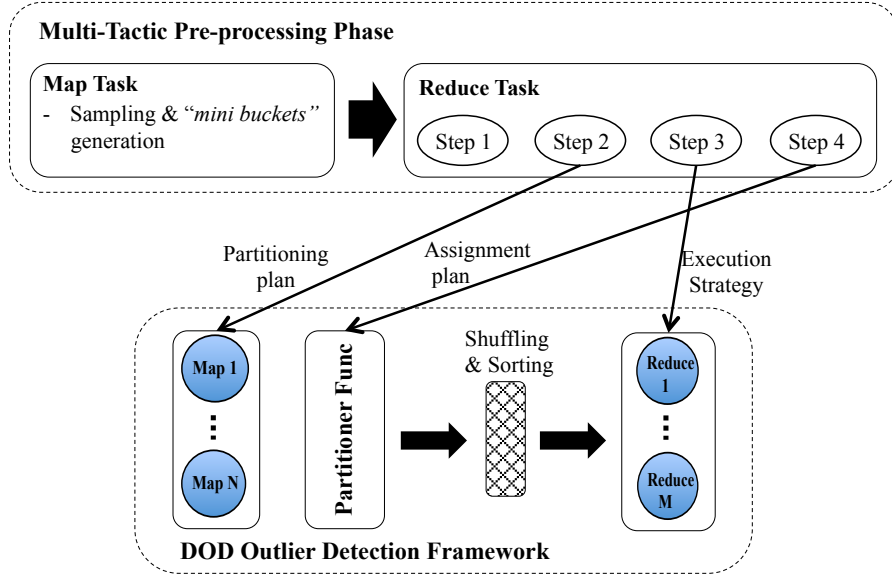 Multi-Tactic Pre-processing Phase
Map Task
- Sampling & “mini buckets”
generation
Reduce Task
Step 1
Step 2
Step 3
Step 4
Partitioning
plan
Assignment
plan
Execution
Strategy
Map 1
Map N
Partitioner Func
Shuffling
& Sorting
Reduce
1
Reduce
M
DOD Outlier Detection Framework